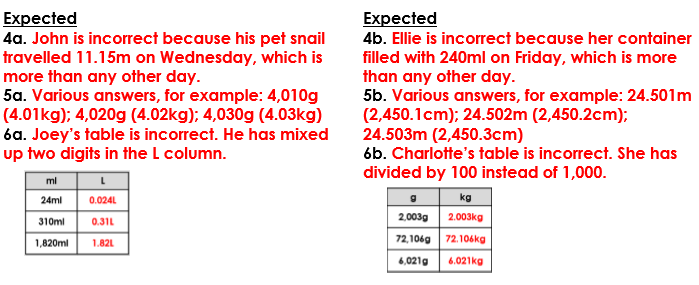 Expected
4a. John is incorrect because his pet snail
travelled 11.15m on Wednesday, which is
more than any other day.
5a. Various answers, for example: 4,010g
(4.01kg); 4,020g (4.02kg); 4,030g (4.03kg)
6a. Joey's table is incorrect. He has mixed
up two digits in the L column.
ml L
24ml 0.024L
310ml 0.31L
1,820ml 1.82L
Expected
4b. Ellie is incorrect because her container
filled with 240ml on Friday, which is more
than any other day.
5b. Various answers, for example: 24.501m
(2,450.1cm); 24.502m (2,450.2cm);
24.503m (2,450.3cm)
6b. Charlotte's table is incorrect. She has
divided by 100 instead of 1,000.
g kg
2,003g 2.003kg
72,106g 72.106kg
6,021g 6.021kg